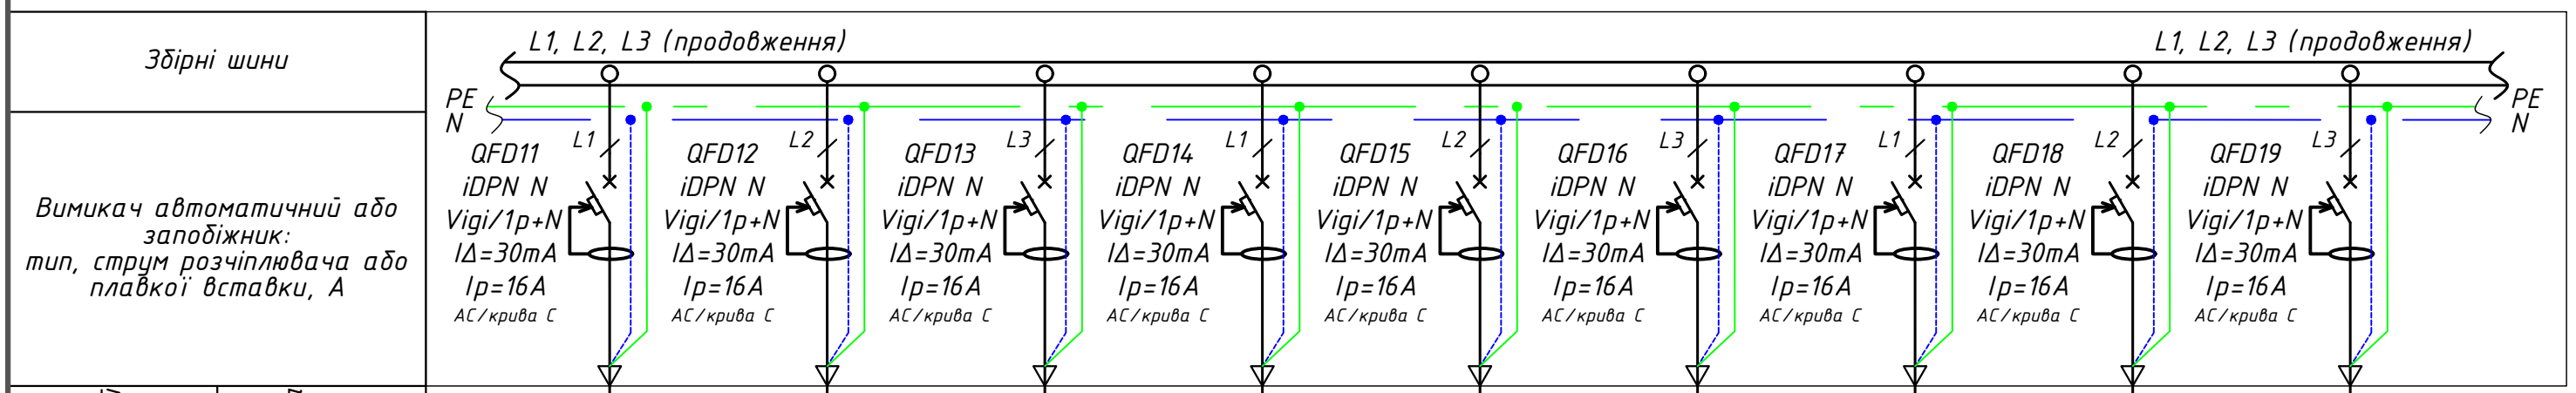 Збірні шини
L1, L2, L3 (продовження)
L1, L2, L3 (продовження)
PE
N
PE
N
Вимикач автоматичний або
заподіжник:
тип, струм розчіплювача або
плавкої вставки, А
L1
QFD11
iDPN N
Vigi/1p+N
IΔ=30mA
Ip=16A
AC/крива С
L2
QFD12
iDPN N
Vigi/1p+N
IΔ=30mA
Ip=16A
AC/крива С
L3
QFD13
iDPN N
Vigi/1p+N
IΔ=30mA
Ip=16A
AC/крива С
L1
QFD14
iDPN N
Vigi/1p+N
IΔ=30mA
Ip=16A
AC/крива С
L2
QFD15
iDPN N
Vigi/1p+N
IΔ=30mA
Ip=16A
AC/крива С
L3
QFD16
iDPN N
Vigi/1p+N
IΔ=30mA
Ip=16A
AC/крива С
L1
QFD17
iDPN N
Vigi/1p+N
IΔ=30mA
Ip=16A
AC/крива С
L2
QFD18
iDPN N
Vigi/1p+N
IΔ=30mA
Ip=16A
AC/крива С
L3
QFD19
iDPN N
Vigi/1p+N
IΔ=30mA
Ip=16A
AC/крива С